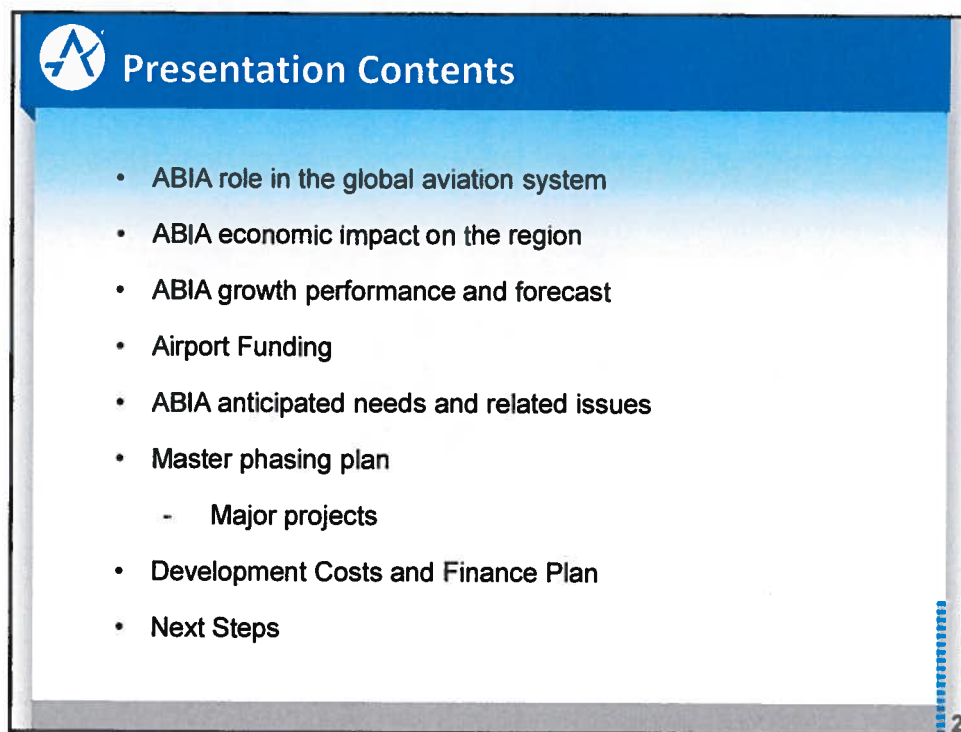 Presentation Contents
• ABIA role in the global aviation system
• ABIA economic impact on the region
• ABIA growth performance and forecast
• Airport Funding
• ABIA anticipated needs and related issues
• Master phasing plan
- Major projects
• Development Costs and Finance Plan
• Next Steps
2